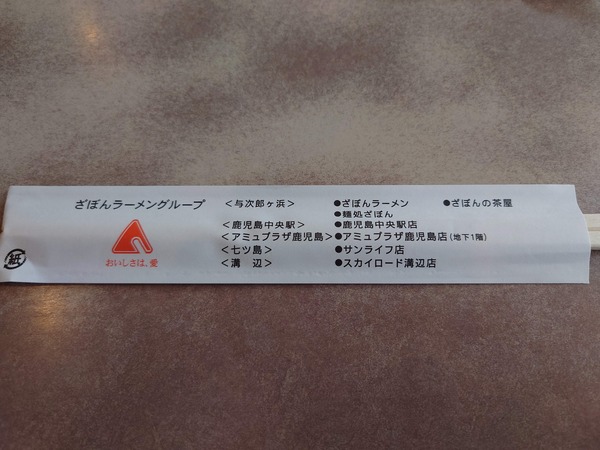 ざぼんラーメングループ
おいしさは、愛
紙
＜与次郎ヶ浜＞ ●ざぼんラーメン ●ざぼんの茶屋
●麺処ざぼん
＜鹿児島中央駅＞ ●鹿児島中央駅店
＜アミュプラザ鹿児島＞ ●アミュプラザ鹿児島店(地下1階)
＜七ツ島＞ ●サンライフ店
＜溝辺＞ ●スカイロード溝辺店